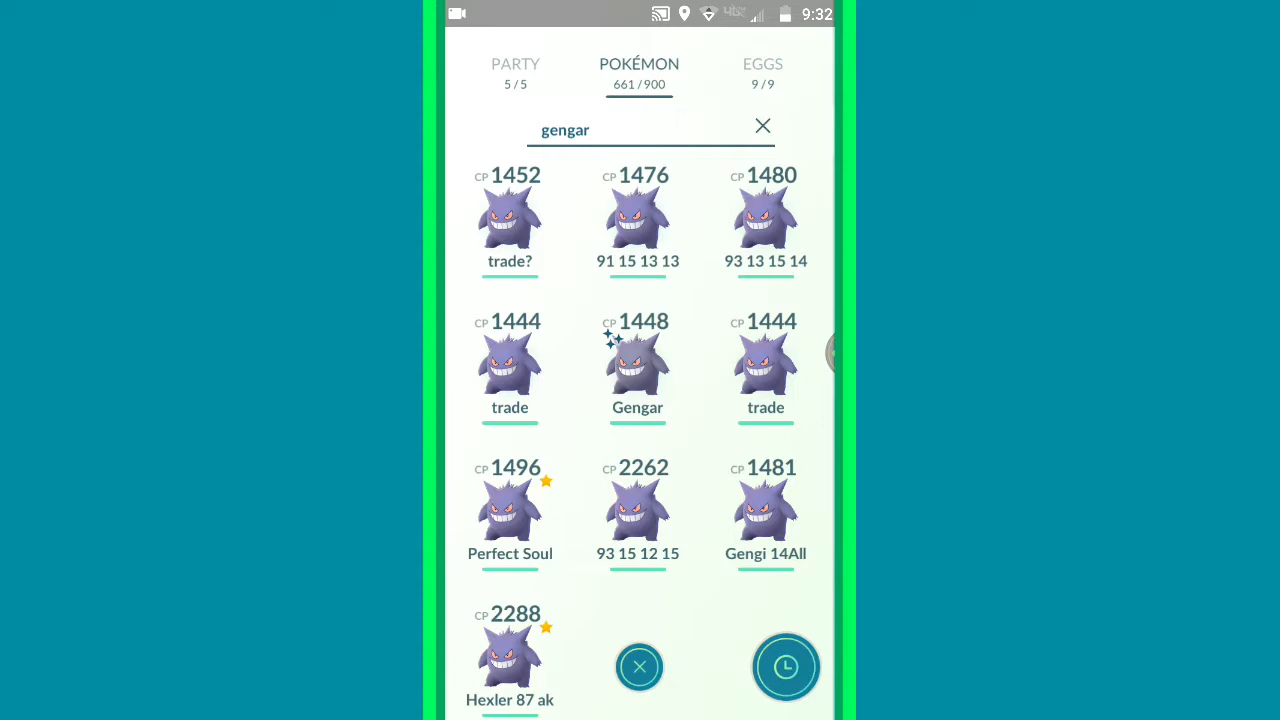 9:32
PARTY POKÉMON EGGS
5 / 5 661 / 900 9 / 9
gengar
CP 1452 CP 1476 CP 1480
trade? 91 15 13 13 93 13 15 14
CP 1444 CP 1448 CP 1444
trade Gengar trade
CP 1496 CP 2262 CP 1481
Perfect Soul 93 15 12 15 Gengi 14All
CP 2288
Hexler 87 ak